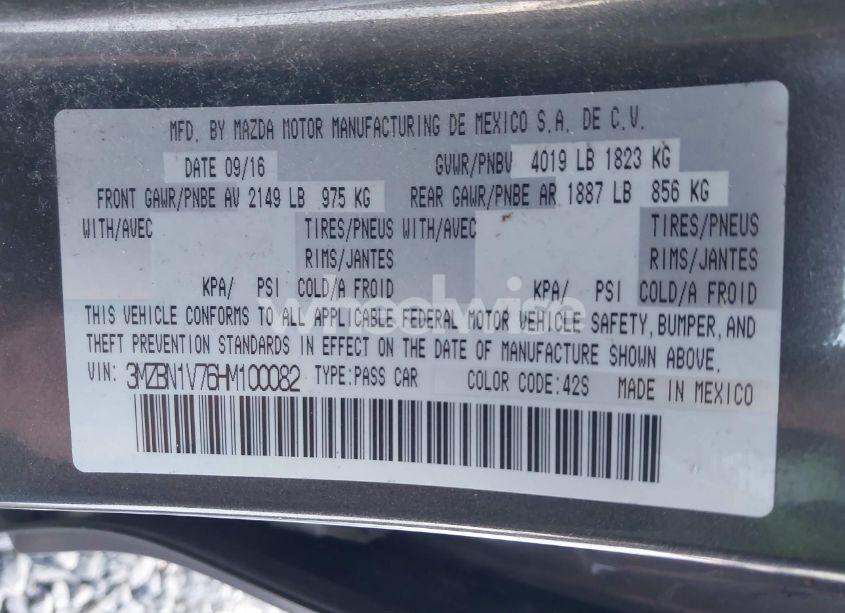 MFD. BY MAZDA MOTOR MANUFACTURING DE MEXICO S.A. DE C.V.
DATE 09/16 GVWR/PNBV 4019 LB 1823 KG
FRONT GAWR/PNBE AV 2149 LB 975 KG REAR GAWR/PNBE AR 1887 LB 856 KG
WITH/AVEC TIRES/PNEUS WITH/AVEC TIRES/PNEUS
RIMS/JANTES RIMS/JANTES
KPA/ PSI COLD/A FROID KPA/ PSI COLD/A FROID
wheelwise
THIS VEHICLE CONFORMS TO ALL APPLICABLE FEDERAL MOTOR VEHICLE SAFETY, BUMPER, AND
THEFT PREVENTION STANDARDS IN EFFECT ON THE DATE OF MANUFACTURE SHOWN ABOVE.
VIN: 3MZBN1V76HM100082 TYPE:PASS CAR COLOR CODE:42S MADE IN MEXICO